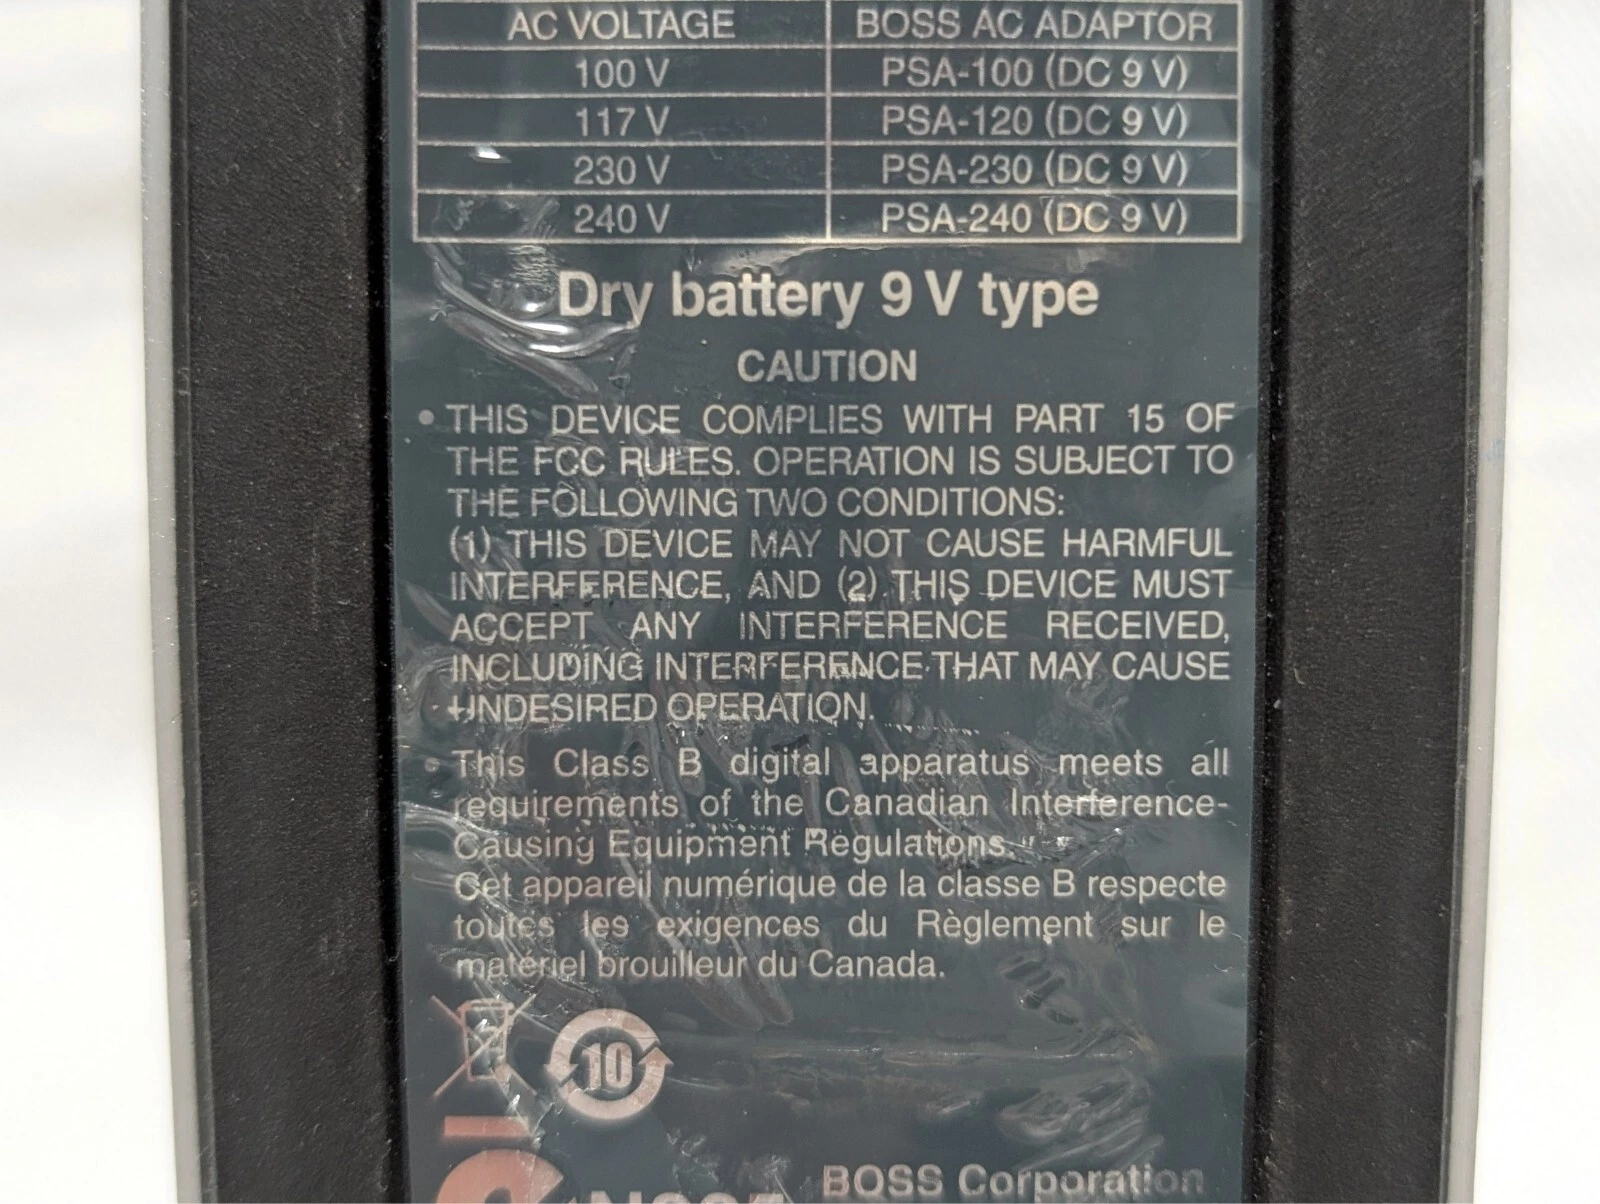 AC VOLTAGE BOSS AC ADAPTOR
100 V PSA-100 (DC 9 V)
117 V PSA-120 (DC 9 V)
230 V PSA-230 (DC 9 V)
240 V PSA-240 (DC 9 V)
Dry battery 9 V type
CAUTION
• THIS DEVICE COMPLIES WITH PART 15 OF
THE FCC RULES. OPERATION IS SUBJECT TO
THE FOLLOWING TWO CONDITIONS:
(1) THIS DEVICE MAY NOT CAUSE HARMFUL
INTERFERENCE, AND (2) THIS DEVICE MUST
ACCEPT ANY INTERFERENCE RECEIVED,
INCLUDING INTERFERENCE THAT MAY CAUSE
UNDESIRED OPERATION.
• This Class B digital apparatus meets all
requirements of the Canadian Interference-
Causing Equipment Regulations.
Cet appareil numérique de la classe B respecte
toutes les exigences du Règlement sur le
matériel brouilleur du Canada.
10
BOSS Corporation